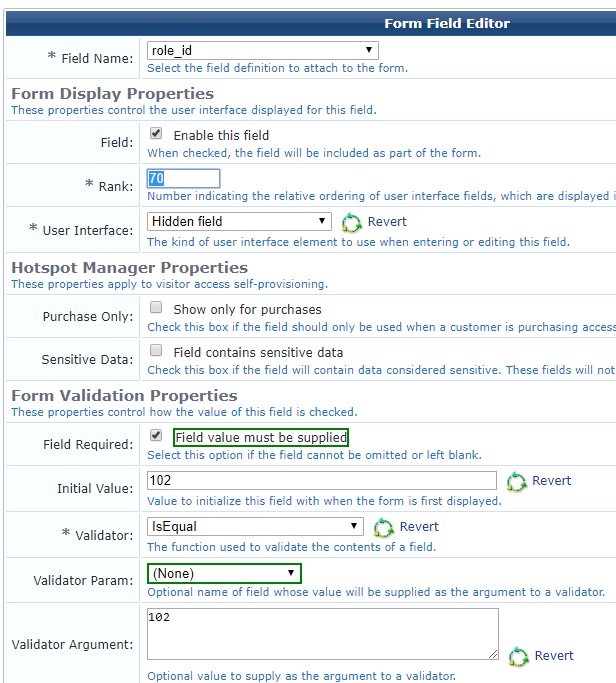 Form Field Editor
* Field Name: role_id
Select the field definition to attach to the form.
Form Display Properties
These properties control the user interface displayed for this field.
Field: Enable this field
When checked, the field will be included as part of the form.
* Rank: 70
Number indicating the relative ordering of user interface fields, which are displayed i
* User Interface: Hidden field Revert
The kind of user interface element to use when entering or editing this field.
Hotspot Manager Properties
These properties apply to visitor access self-provisioning.
Purchase Only: Show only for purchases
Check this box if the field should only be used when a customer is purchasing access
Sensitive Data: Field contains sensitive data
Check this box if the field will contain data considered sensitive. These fields will not
Form Validation Properties
These properties control how the value of this field is checked.
Field Required: Field value must be supplied
Select this option if the field cannot be omitted or left blank.
Initial Value: 102 Revert
Value to initialize this field with when the form is first displayed.
* Validator: IsEqual Revert
The function used to validate the contents of a field.
Validator Param: (None)
Optional name of field whose value will be supplied as the argument to a validator.
Validator Argument: 102 Revert
Optional value to supply as the argument to a validator.